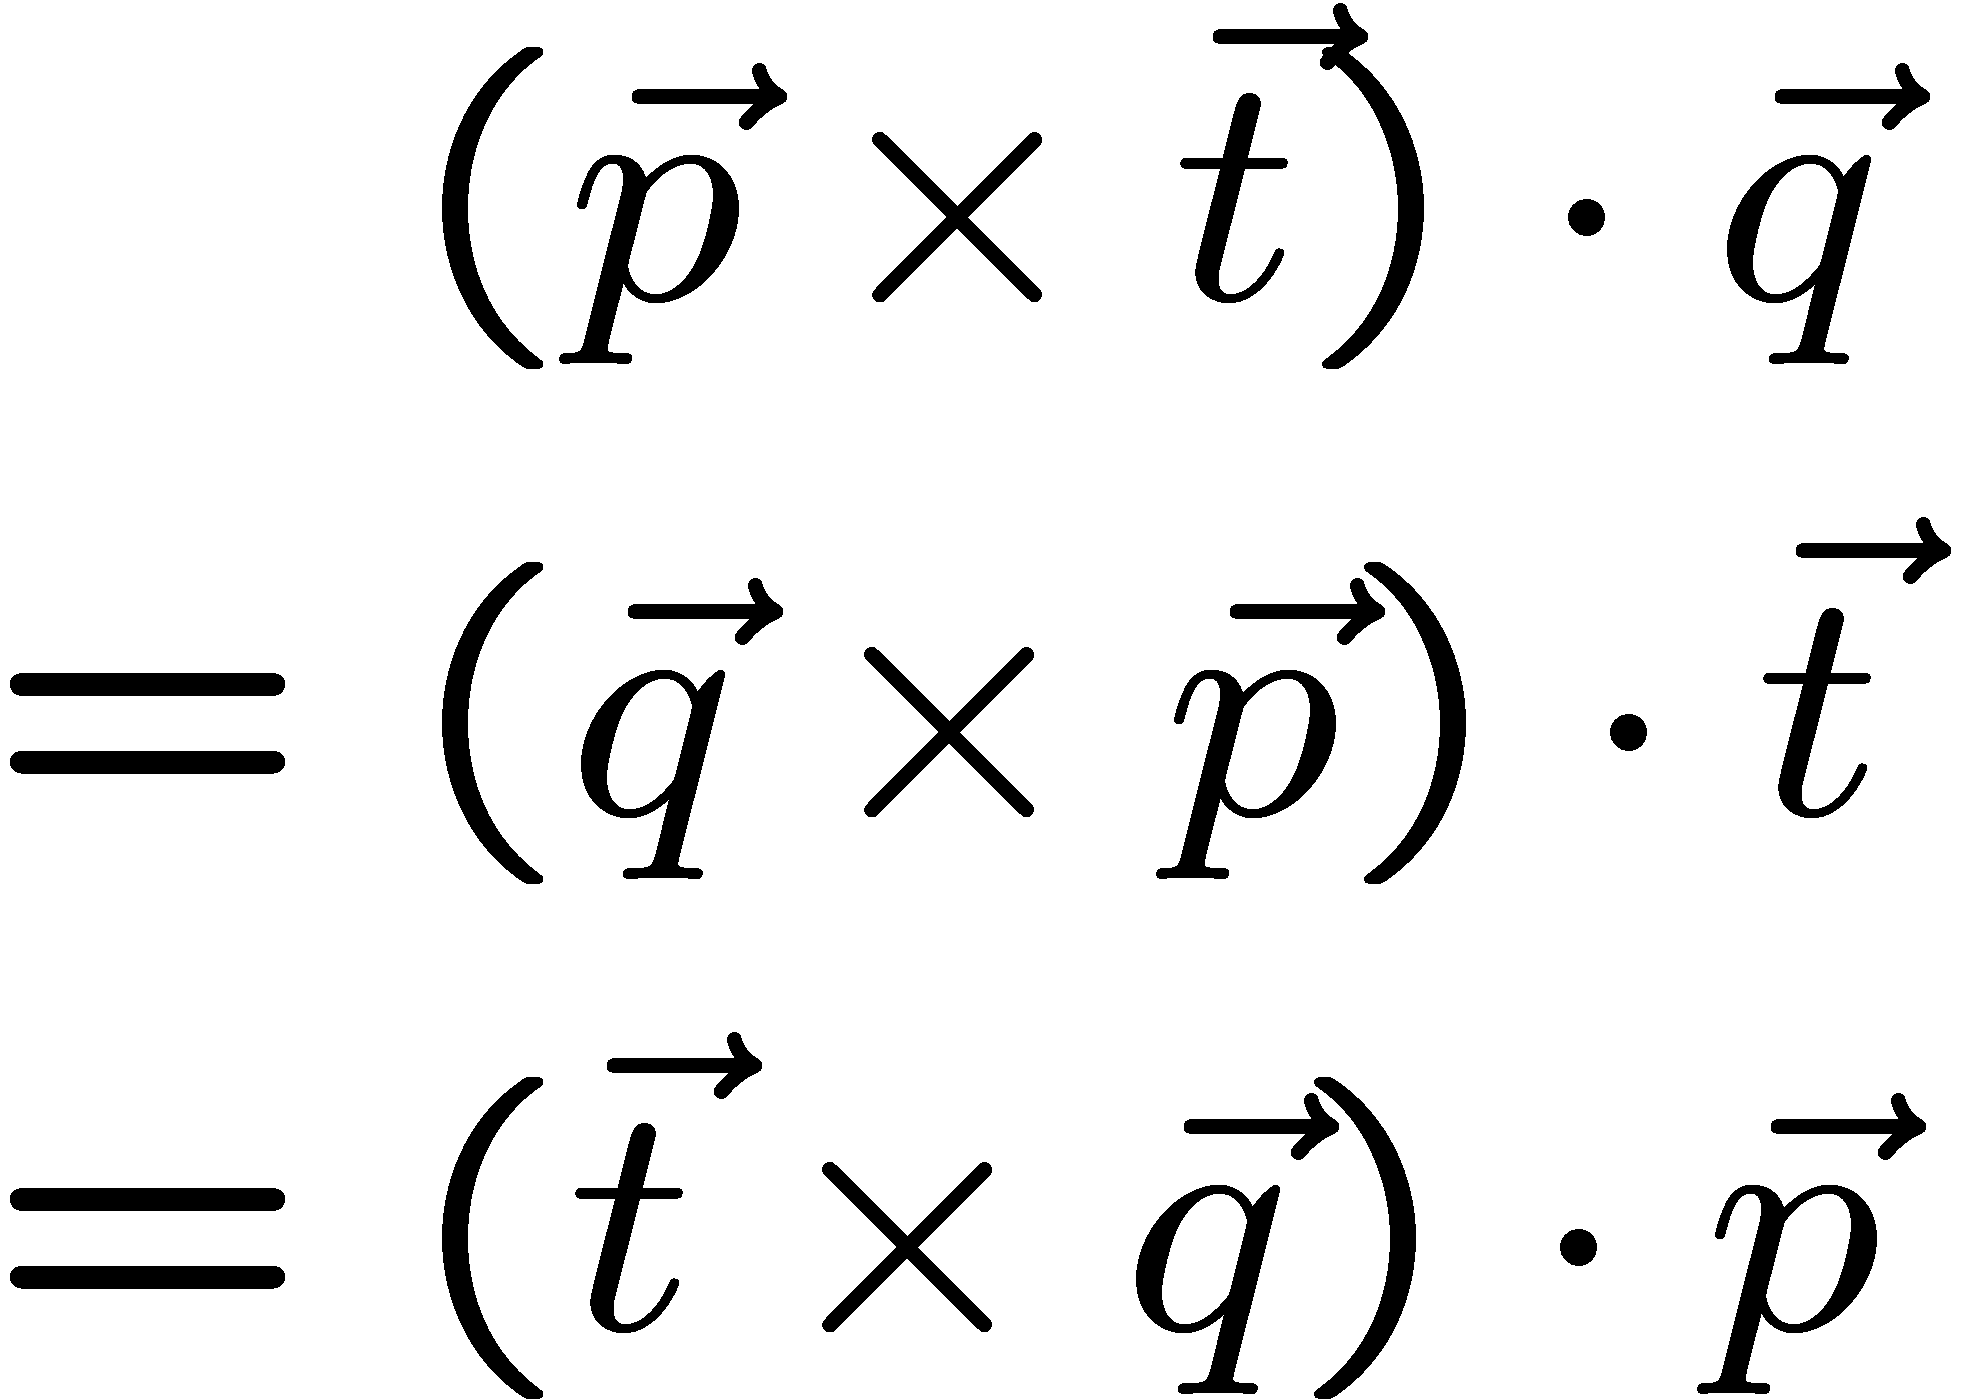 (p⃗ × t⃗) · q⃗
= (q⃗ × p⃗) · t⃗
= (t⃗ × q⃗) · p⃗